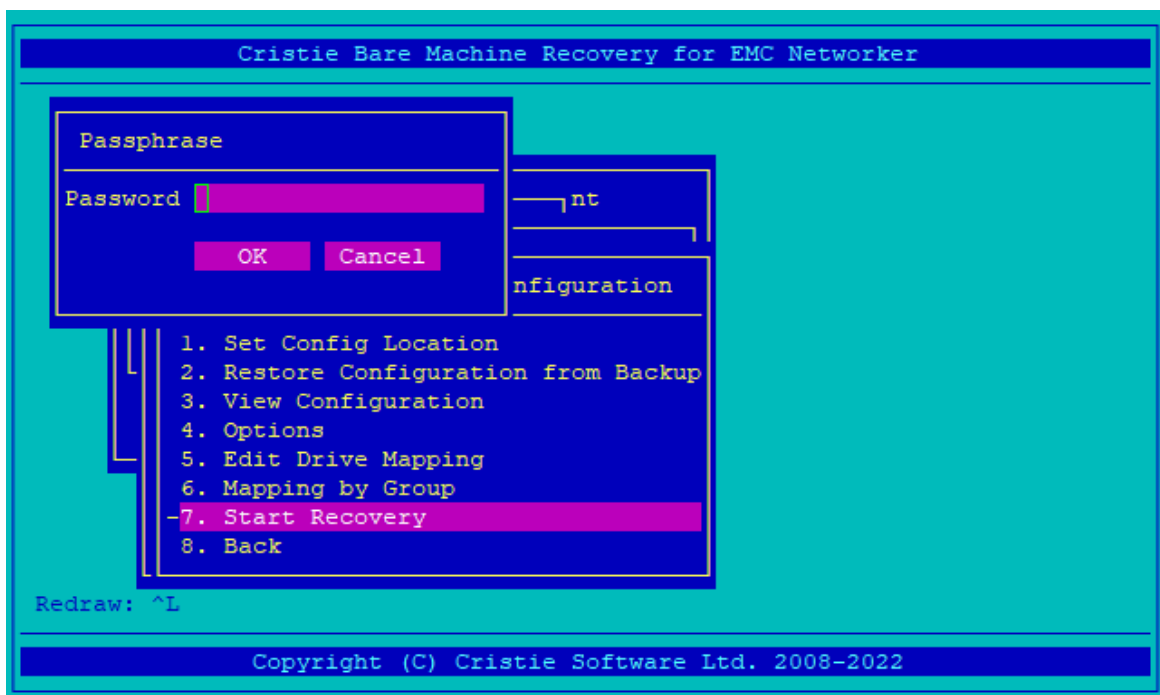 Cristie Bare Machine Recovery for EMC Networker
Passphrase
Password
nt
OK Cancel
nfiguration
1. Set Config Location
2. Restore Configuration from Backup
3. View Configuration
4. Options
5. Edit Drive Mapping
6. Mapping by Group
7. Start Recovery
8. Back
Redraw: ^L
Copyright (C) Cristie Software Ltd. 2008-2022